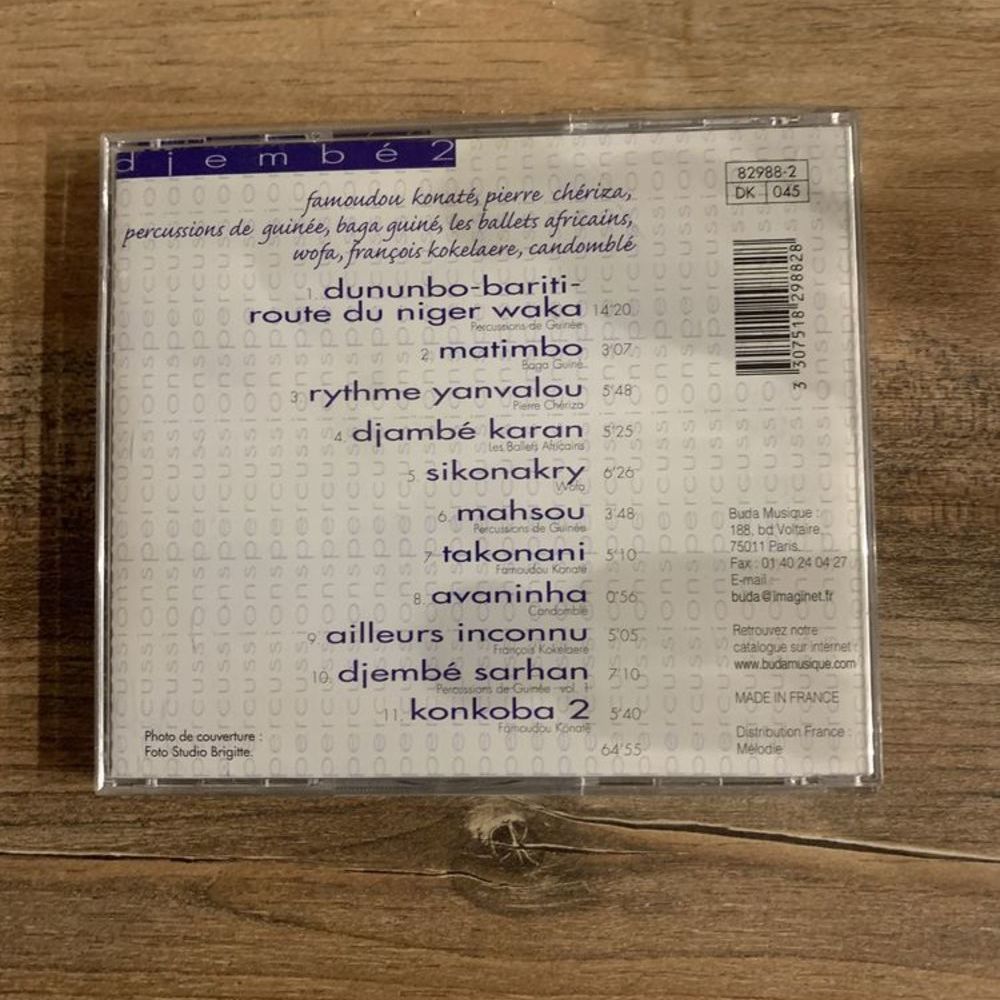 djembé 2
famoudou konaté, pierre chériza,
percussions de guinée, baga guiné, les ballets africains,
wofa, françois kokelaere, candomblé
1. dununbo-bariti-
route du niger waka 14'20
Percussions de Guinée
2. matimbo 3'07
Baga Guiné
3. rythme yanvalou 5'48
Pierre Chériza
4. djambé karan 5'25
Les Ballets Africains
5. sikonakry 6'26
Wofa
6. mahsou 3'48
Percussions de Guinée
7. takonani 5'10
Famoudou Konaté
8. avaninha 0'56
Candomblé
9. ailleurs inconnu 5'05
François Kokelaere
10. djembé sarhan 7'10
Percussions de Guinée - vol. 1
11. konkoba 2 5'40
Famoudou Konaté
64'55
Photo de couverture :
Foto Studio Brigitte.
82988-2
DK 045
3 307518 298828
Buda Musique :
188, bd Voltaire
75011 Paris.
Fax : 01 40 24 04 27
E-mail :
buda@imaginet.fr
Retrouvez notre
catalogue sur internet :
www.budamusique.com
MADE IN FRANCE
Distribution France :
Mélodie
percussions